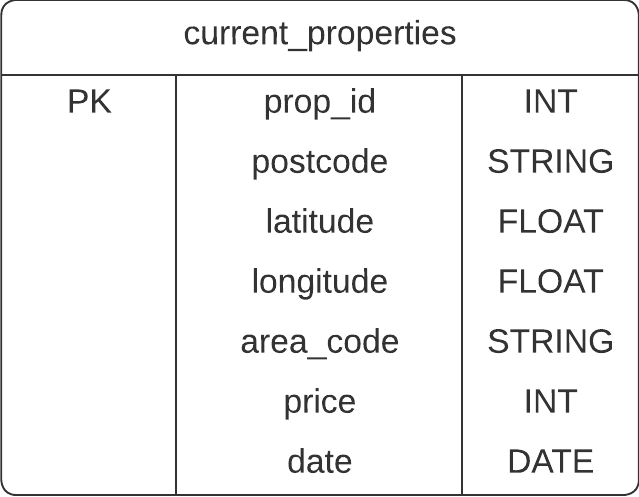 current_properties
PK prop_id INT
postcode STRING
latitude FLOAT
longitude FLOAT
area_code STRING
price INT
date DATE